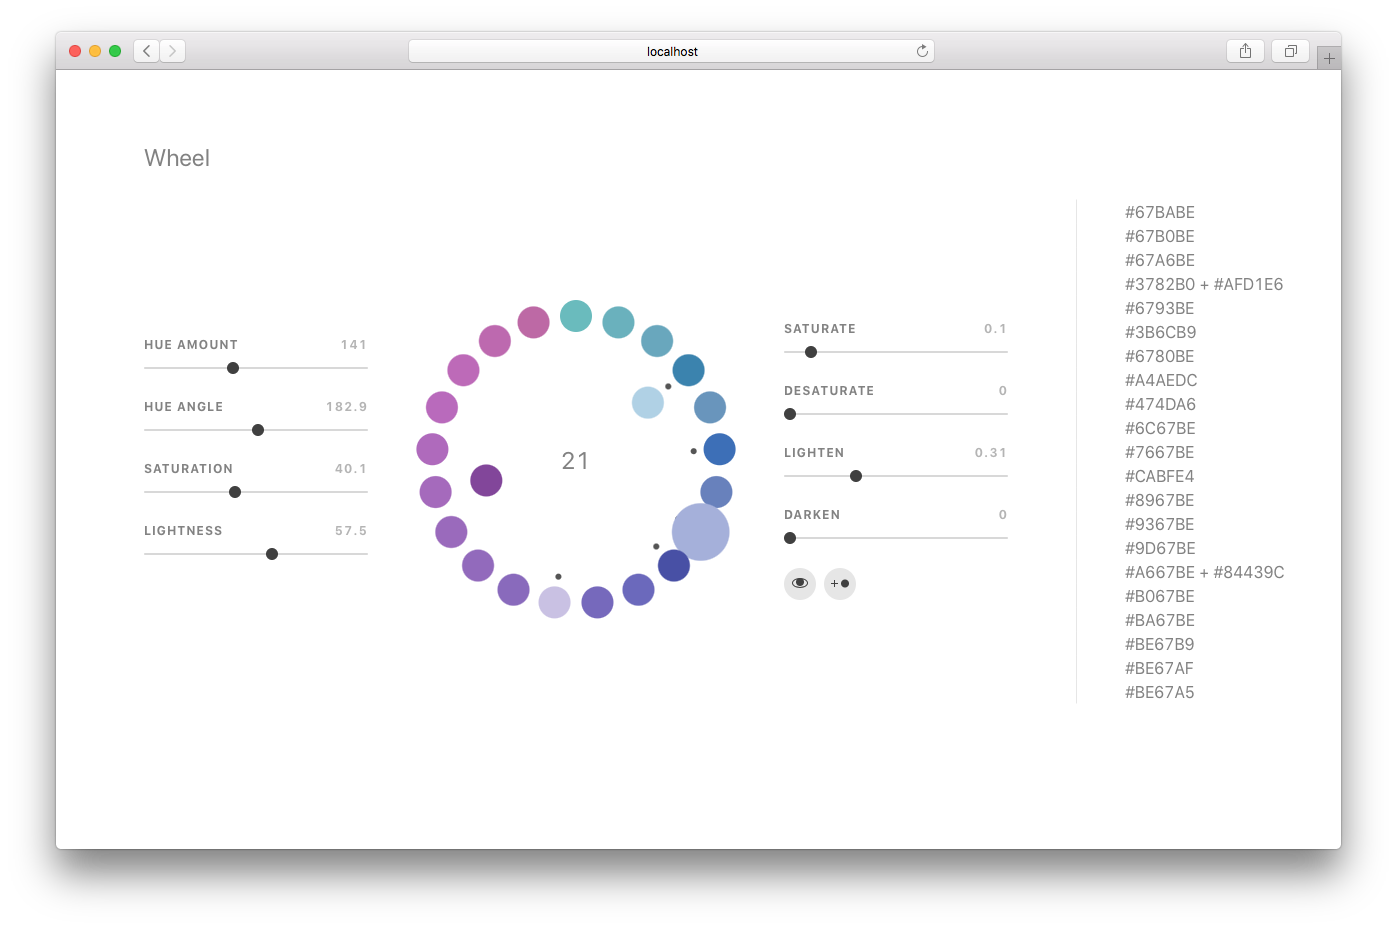 localhost
Wheel
HUE AMOUNT 141
HUE ANGLE 182.9
SATURATION 40.1
LIGHTNESS 57.5
21
SATURATE 0.1
DESATURATE 0
LIGHTEN 0.31
DARKEN 0
#67BABE
#67B0BE
#67A6BE
#3782B0 + #AFD1E6
#6793BE
#3B6CB9
#6780BE
#A4AEDC
#474DA6
#6C67BE
#7667BE
#CABFE4
#8967BE
#9367BE
#9D67BE
#A667BE + #84439C
#B067BE
#BA67BE
#BE67B9
#BE67AF
#BE67A5